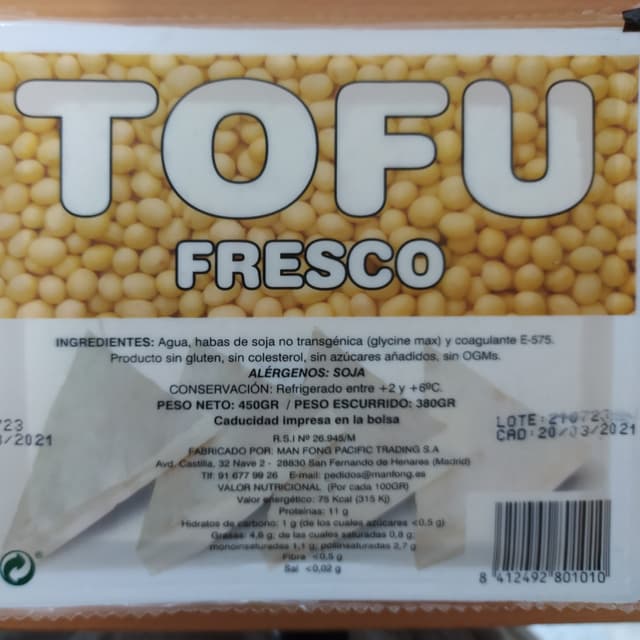 TOFU
FRESCO
INGREDIENTES: Agua, habas de soja no transgénica (glycine max) y coagulante E-575.
Producto sin gluten, sin colesterol, sin azúcares añadidos, sin OGMs.
ALÉRGENOS: SOJA
CONSERVACIÓN: Refrigerado entre +2 y +6ºC.
PESO NETO: 450GR / PESO ESCURRIDO: 380GR
Caducidad impresa en la bolsa
723
3/2021
LOTE:210723
CAD:20/03/2021
R.S.I Nº 26.945/M
FABRICADO POR: MAN FONG PACIFIC TRADING S.A
Avd. Castilla, 32 Nave 2 - 28830 San Fernando de Henares (Madrid)
Tlf: 91 677 99 26 E-mail: pedidos@manfong.es
VALOR NUTRICIONAL (Por cada 100GR)
Valor energético: 75 Kcal (315 Kj)
Proteínas: 11 g
Hidratos de carbono: 1 g (de los cuales azúcares <0,5 g)
Grasas: 4,6 g; de las cuales saturadas 0,8 g;
monoinsaturadas 1,1 g; poliinsaturadas 2,7 g
Fibra <0,5 g
Sal <0,02 g
8 412492 801010